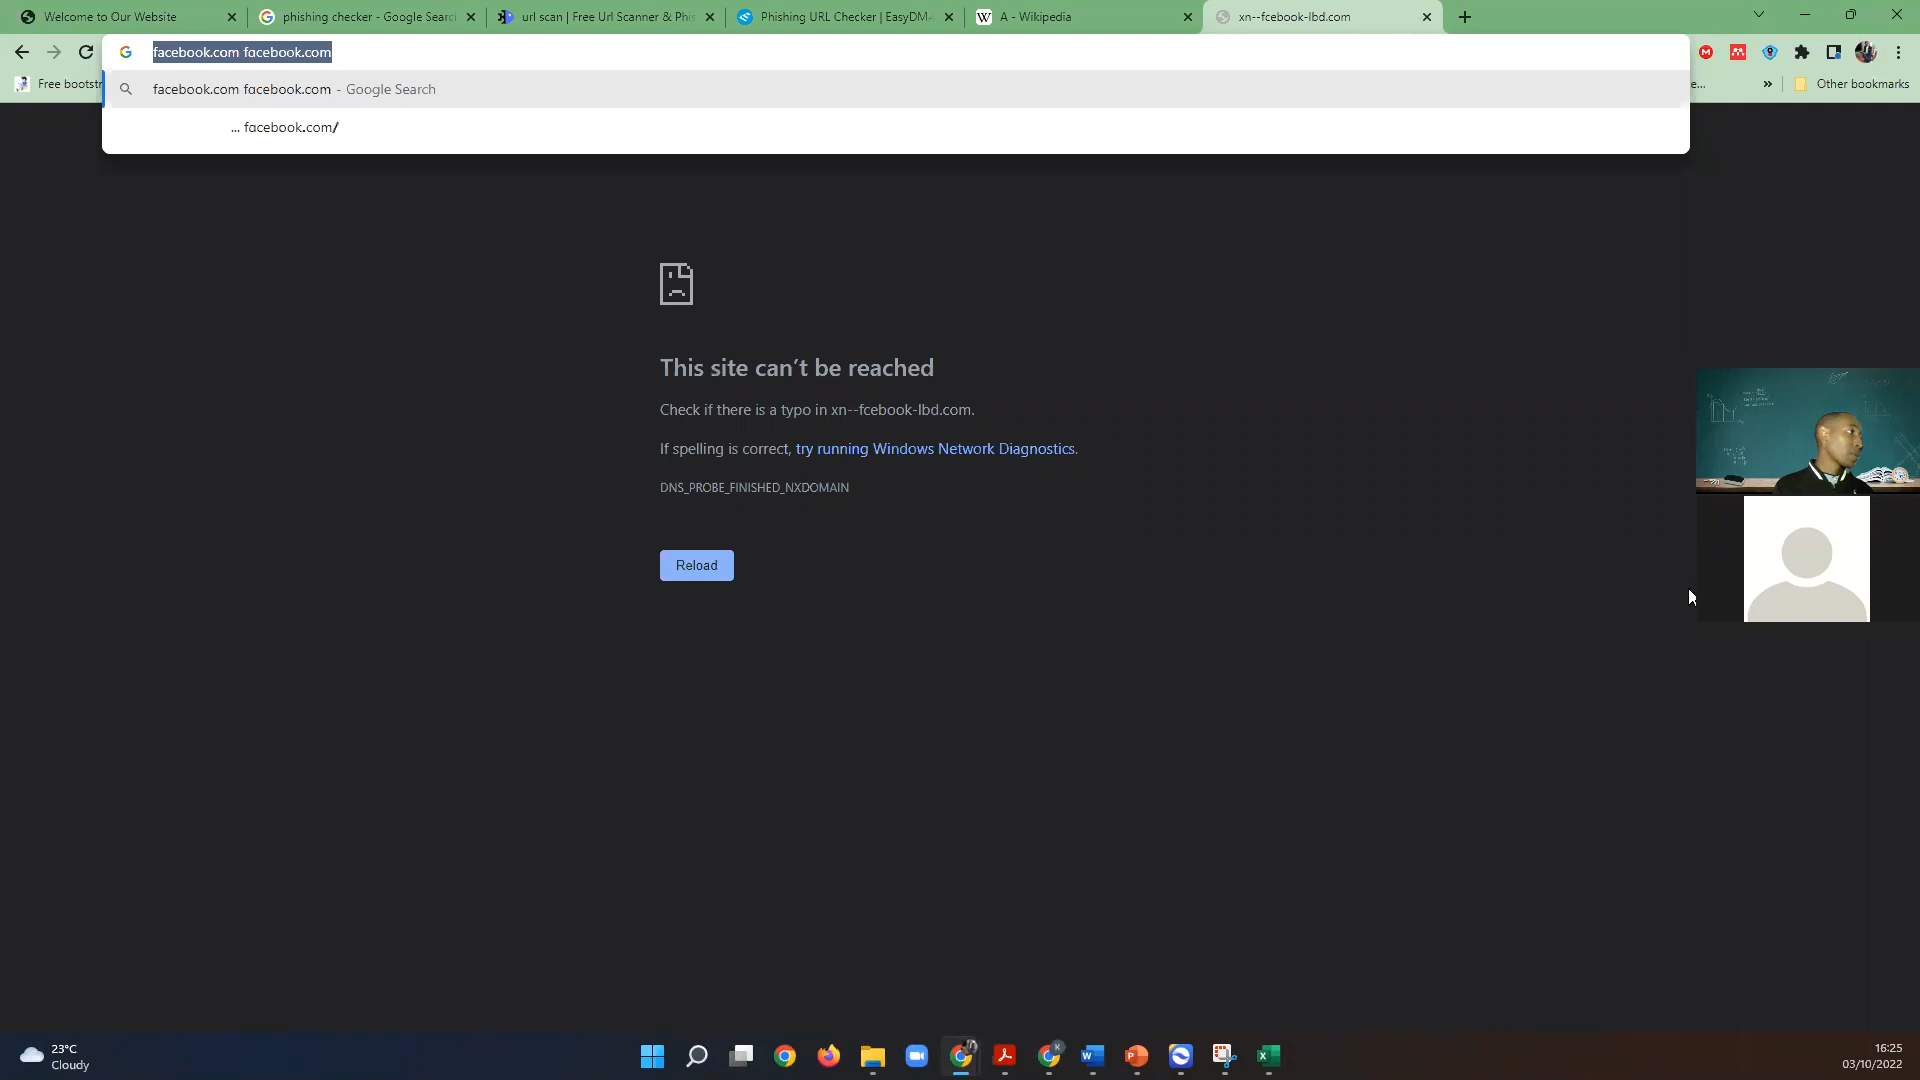 Welcome to Our Website
phishing checker - Google Searc
url scan | Free Url Scanner & Phis
Phishing URL Checker | EasyDMA
A - Wikipedia
xn--fcebook-lbd.com
facebook.com facebook.com
Free bootstr
e...
»
Other bookmarks
facebook.com facebook.com - Google Search
... facebook.com/
This site can't be reached
Check if there is a typo in xn--fcebook-lbd.com.
If spelling is correct, try running Windows Network Diagnostics.
DNS_PROBE_FINISHED_NXDOMAIN
Reload
23°C
Cloudy
16:25
03/10/2022